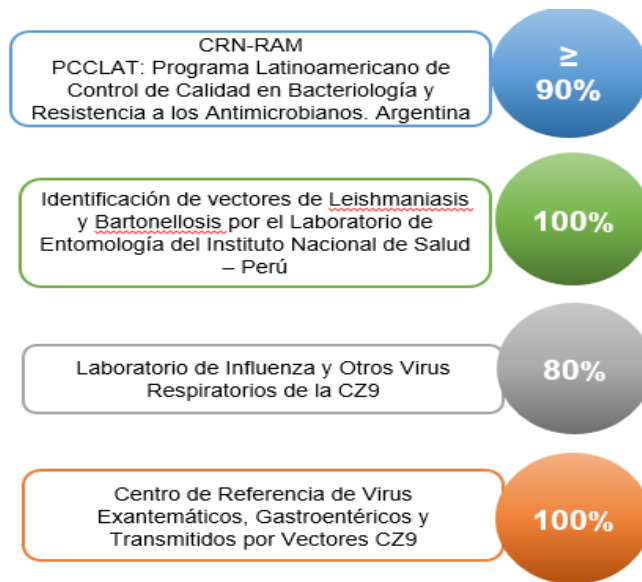 CRN-RAM
PCCLAT: Programa Latinoamericano de
Control de Calidad en Bacteriología y
Resistencia a los Antimicrobianos. Argentina
≥
90%
Identificación de vectores de Leishmaniasis
y Bartonellosis por el Laboratorio de
Entomología del Instituto Nacional de Salud
– Perú
100%
Laboratorio de Influenza y Otros Virus
Respiratorios de la CZ9
80%
Centro de Referencia de Virus
Exantemáticos, Gastroentéricos y
Transmitidos por Vectores CZ9
100%